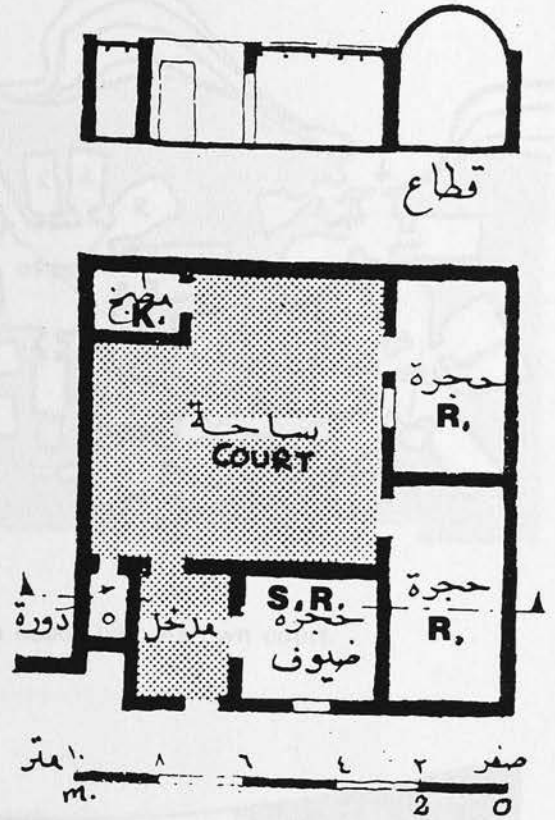 قطاع
مطبخ
K.
حجرة
R.
ساحة
COURT
دورة
مدخل
S.R.
حجرة
ضيوف
حجرة
R.
متر ١٠ ٨ ٦ ٤ ٢ صفر
m. 2 0